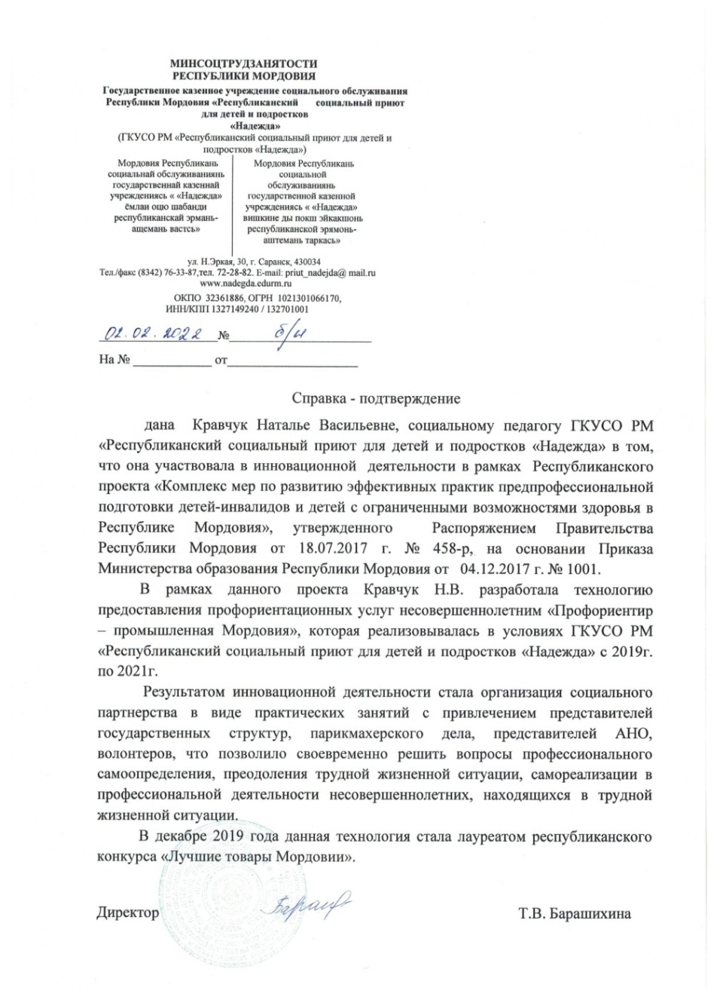 МИНСОЦТРУДЗАНЯТОСТИ
РЕСПУБЛИКИ МОРДОВИЯ
Государственное казенное учреждение социального обслуживания
Республики Мордовия «Республиканский социальный приют
для детей и подростков
«Надежда»
(ГКУСО РМ «Республиканский социальный приют для детей и
подростков «Надежда»)
Мордовия Республикань
социальнай обслуживаниянь
государственнай казеннай
учреждениясь « «Надежда»
ёмлаи оцю шабанди
республиканскай эрмань-
ащемань вастсь»
Мордовия Республикань
социальной
обслуживаниянь
государственной казенной
учреждениясь « «Надежда»
вишкине ды покш эйкакшонь
республиканской эрямонь-
аштемань таркась»
ул. Н.Эркая, 30, г. Саранск, 430034
Тел./факс (8342) 76-33-87,тел. 72-28-82. E-mail: priut_nadejda@ mail.ru
www.nadegda.edurm.ru
ОКПО 32361886, ОГРН 1021301066170,
ИНН/КПП 1327149240 / 132701001
02.02.2022 № б/н
На № ____________ от____________________
Справка - подтверждение
дана Кравчук Наталье Васильевне, социальному педагогу ГКУСО РМ
«Республиканский социальный приют для детей и подростков «Надежда» в том,
что она участвовала в инновационной деятельности в рамках Республиканского
проекта «Комплекс мер по развитию эффективных практик предпрофессиональной
подготовки детей-инвалидов и детей с ограниченными возможностями здоровья в
Республике Мордовия», утвержденного Распоряжением Правительства
Республики Мордовия от 18.07.2017 г. № 458-р, на основании Приказа
Министерства образования Республики Мордовия от 04.12.2017 г. № 1001.
В рамках данного проекта Кравчук Н.В. разработала технологию
предоставления профориентационных услуг несовершеннолетним «Профориентир
– промышленная Мордовия», которая реализовывалась в условиях ГКУСО РМ
«Республиканский социальный приют для детей и подростков «Надежда» с 2019г.
по 2021г.
Результатом инновационной деятельности стала организация социального
партнерства в виде практических занятий с привлечением представителей
государственных структур, парикмахерского дела, представителей АНО,
волонтеров, что позволило своевременно решить вопросы профессионального
самоопределения, преодоления трудной жизненной ситуации, самореализации в
профессиональной деятельности несовершеннолетних, находящихся в трудной
жизненной ситуации.
В декабре 2019 года данная технология стала лауреатом республиканского
конкурса «Лучшие товары Мордовии».
Директор Т.В. Барашихина